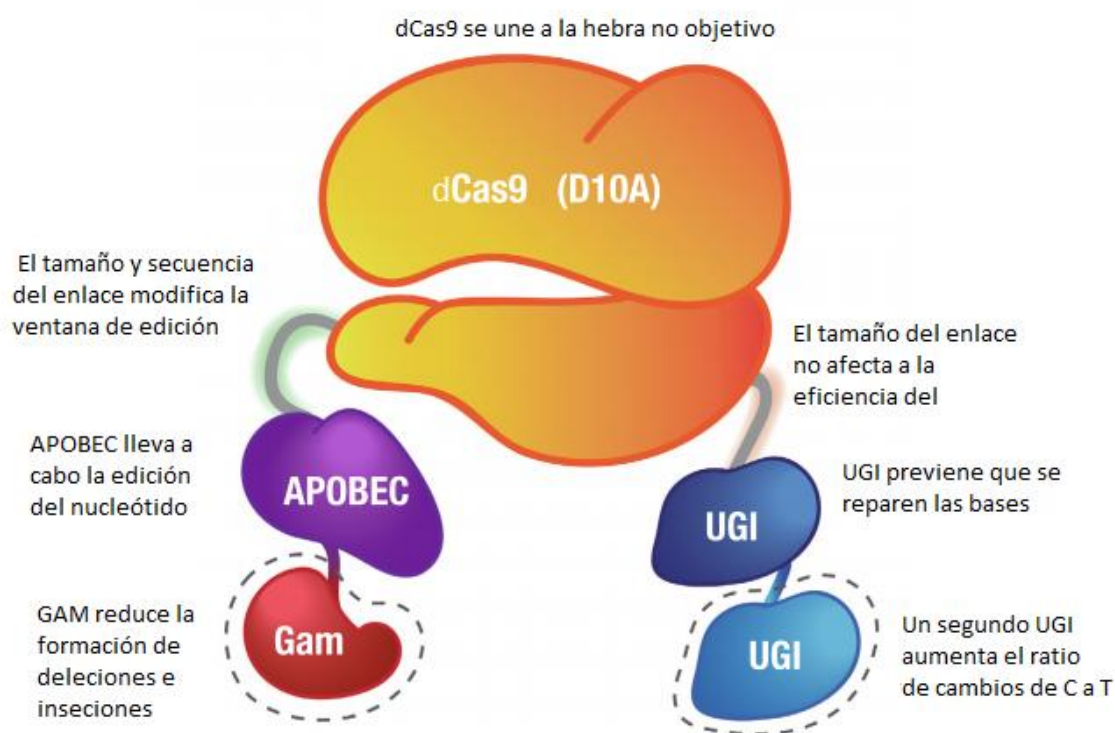 dCas9 se une a la hebra no objetivo
dCas9 (D10A)
El tamaño y secuencia
del enlace modifica la
ventana de edición
El tamaño del enlace
no afecta a la
eficiencia del
APOBEC lleva a
cabo la edición
del nucleótido
APOBEC
UGI
UGI previene que se
reparen las bases
GAM reduce la
formación de
deleciones e
inseciones
Gam
UGI
Un segundo UGI
aumenta el ratio
de cambios de C a T